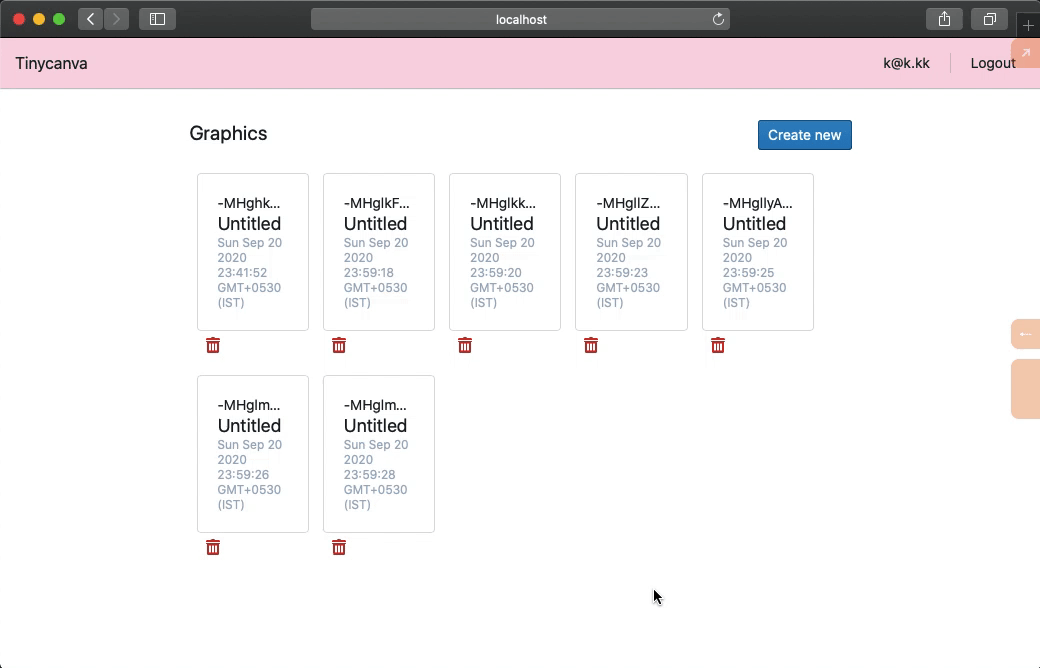 localhost
Tinycanva
k@k.kk
Logout
Graphics
Create new
-MHghk...
Untitled
Sun Sep 20
2020
23:41:52
GMT+0530
(IST)
-MHglkF...
Untitled
Sun Sep 20
2020
23:59:18
GMT+0530
(IST)
-MHglkk...
Untitled
Sun Sep 20
2020
23:59:20
GMT+0530
(IST)
-MHgllZ...
Untitled
Sun Sep 20
2020
23:59:23
GMT+0530
(IST)
-MHgllyA...
Untitled
Sun Sep 20
2020
23:59:25
GMT+0530
(IST)
-MHglm...
Untitled
Sun Sep 20
2020
23:59:26
GMT+0530
(IST)
-MHglm...
Untitled
Sun Sep 20
2020
23:59:28
GMT+0530
(IST)